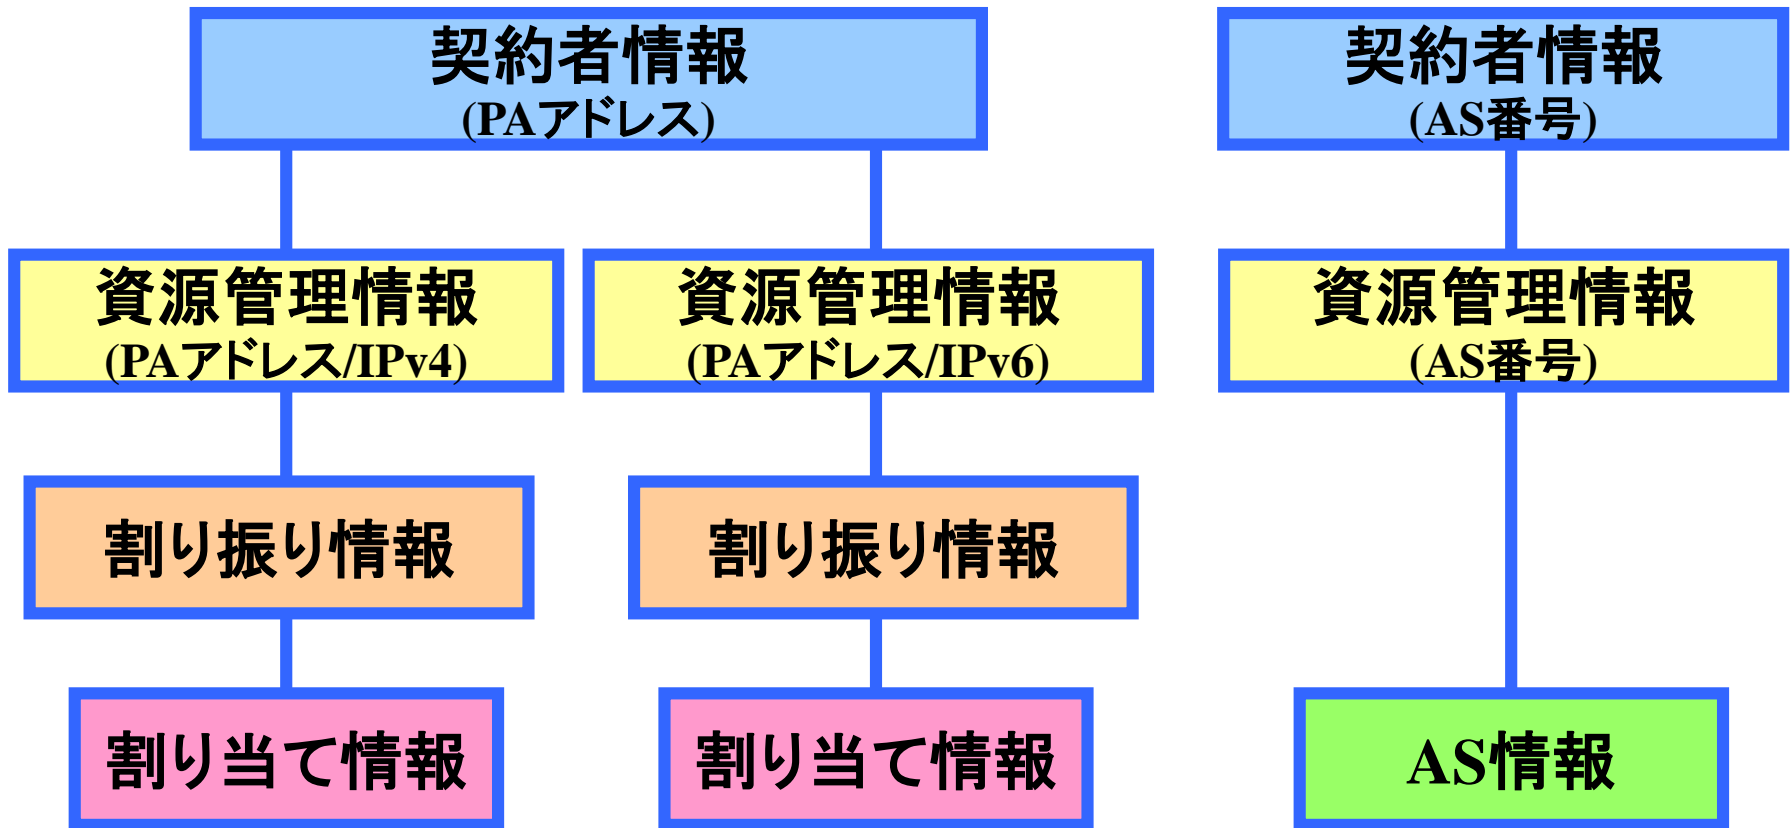 契約者情報
(PAアドレス)
契約者情報
(AS番号)
資源管理情報
(PAアドレス/IPv4)
資源管理情報
(PAアドレス/IPv6)
資源管理情報
(AS番号)
割り振り情報
割り振り情報
割り当て情報
割り当て情報
AS情報